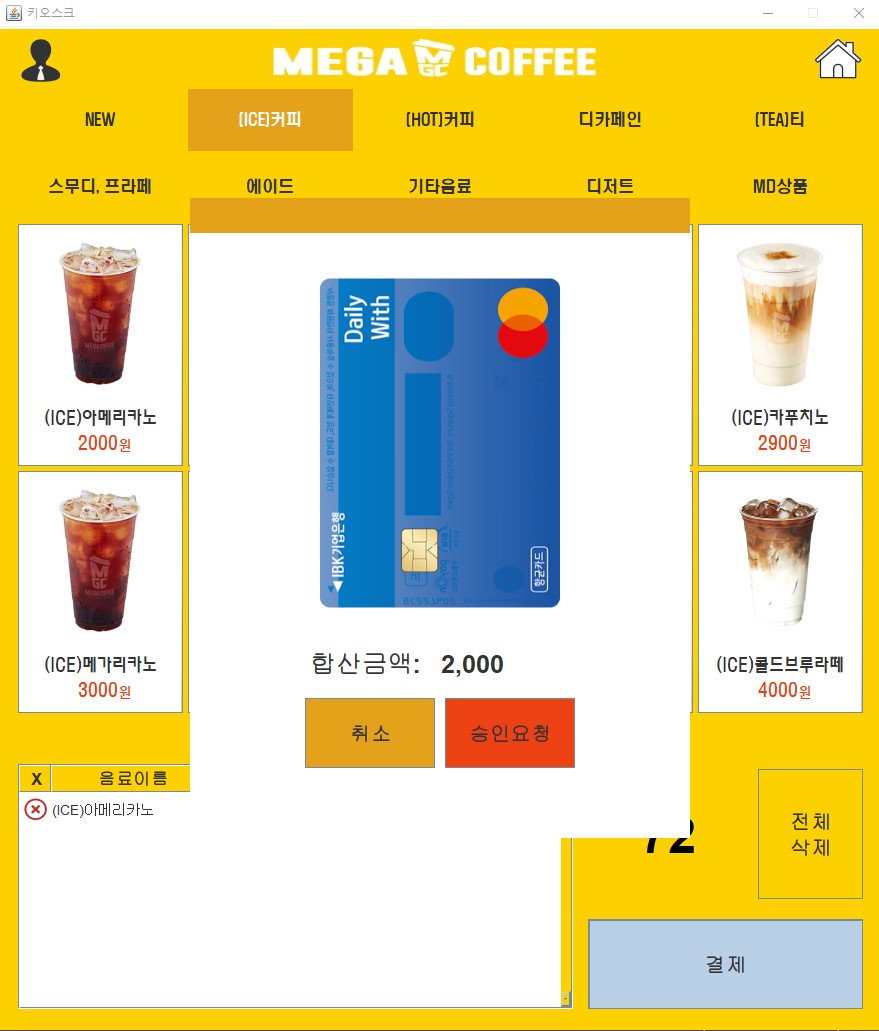 키오스크
MEGA MGC COFFEE
NEW
(ICE)커피
(HOT)커피
디카페인
(TEA)티
스무디, 프라페
에이드
기타음료
디저트
MD상품
(ICE)아메리카노
2000원
(ICE)카푸치노
2900원
(ICE)메가리카노
3000원
(ICE)콜드브루라떼
4000원
Daily
With
IBK기업은행
항균카드
합산금액: 2,000
취소
승인요청
X
음료이름
(ICE)아메리카노
72
전체
삭제
결제